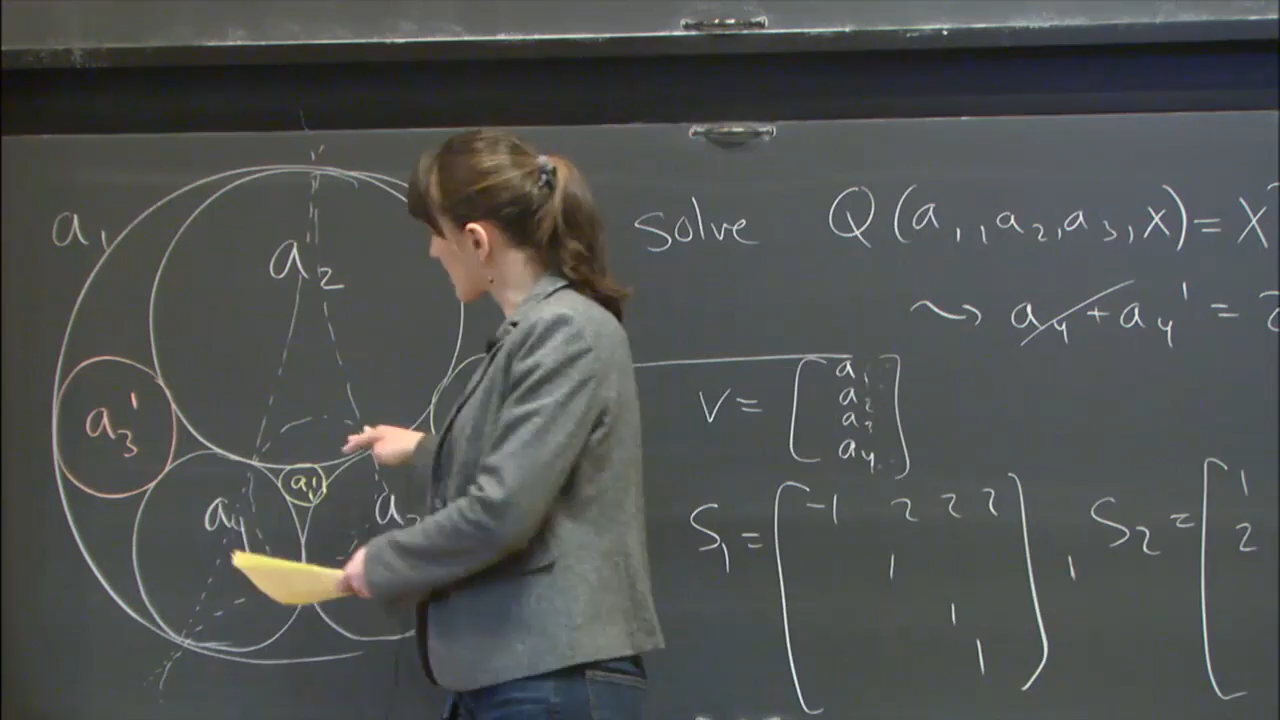 a₁
a₂
a₃'
a₁'
a₄
solve Q(a₁,a₂,a₃,x)=x
⇝ a₄+a₄' =
v= [a₁
a₂
a₃
a₄]
S₁= (-1 2 2 2
1
1
1), S₂= [1
2